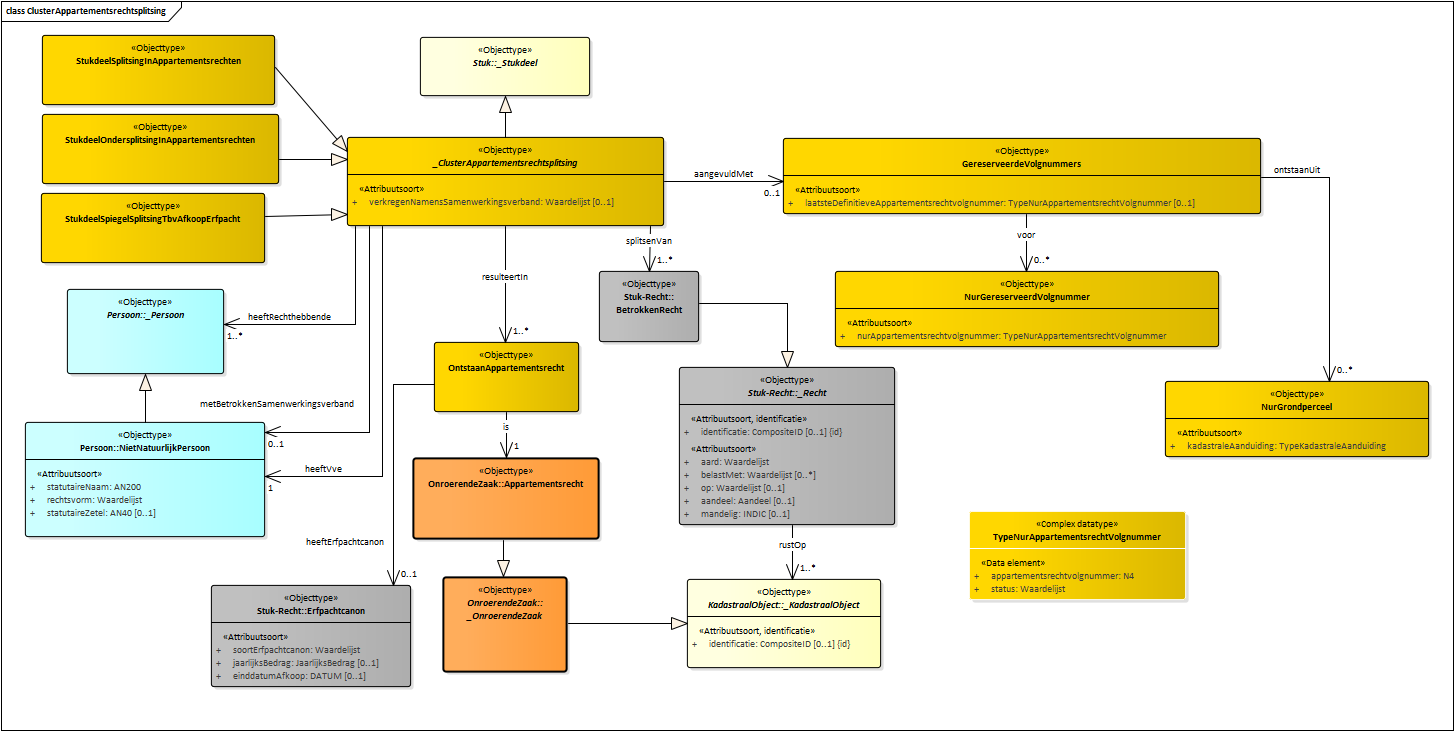 class ClusterAppartementsrechtsplitsing
«Objecttype»
StukdeelSplitsingInAppartementsrechten
«Objecttype»
Stuk::_Stukdeel
«Objecttype»
StukdeelOndersplitsingInAppartementsrechten
«Objecttype»
_ClusterAppartementsrechtsplitsing
«Attribuutsoort»
+ verkregenNamensSamenwerkingsverband: Waardelijst [0..1]
aangevuldMet
0..1
«Objecttype»
GereserveerdeVolgnummers
«Attribuutsoort»
+ laatsteDefinitieveAppartementsrechtvolgnummer: TypeNurAppartementsrechtVolgnummer [0..1]
ontstaanUit
«Objecttype»
StukdeelSpiegelSplitsingTbvAfkoopErfpacht
splitsenVan
1..*
voor
0..*
resulteertIn
1..*
«Objecttype»
Stuk-Recht::
BetrokkenRecht
«Objecttype»
NurGereserveerdVolgnummer
«Attribuutsoort»
+ nurAppartementsrechtvolgnummer: TypeNurAppartementsrechtVolgnummer
«Objecttype»
Persoon::_Persoon
heeftRechthebbende
1..*
«Objecttype»
OntstaanAppartementsrecht
«Objecttype»
Stuk-Recht::_Recht
«Attribuutsoort, identificatie»
+ identificatie: CompositeID [0..1] {id}
«Attribuutsoort»
+ aard: Waardelijst
+ belastMet: Waardelijst [0..*]
+ op: Waardelijst [0..1]
+ aandeel: Aandeel [0..1]
+ mandelig: INDIC [0..1]
0..*
«Objecttype»
NurGrondperceel
«Attribuutsoort»
+ kadastraleAanduiding: TypeKadastraleAanduiding
metBetrokkenSamenwerkingsverband
0..1
is
1
«Objecttype»
Persoon::NietNatuurlijkPersoon
«Attribuutsoort»
+ statutaireNaam: AN200
+ rechtsvorm: Waardelijst
+ statutaireZetel: AN40 [0..1]
heeftVve
1
«Objecttype»
OnroerendeZaak::Appartementsrecht
«Complex datatype»
TypeNurAppartementsrechtVolgnummer
«Data element»
+ appartementsrechtvolgnummer: N4
+ status: Waardelijst
heeftErfpachtcanon
0..1
rustOp
1..*
«Objecttype»
Stuk-Recht::Erfpachtcanon
«Attribuutsoort»
+ soortErfpachtcanon: Waardelijst
+ jaarlijksBedrag: JaarlijksBedrag [0..1]
+ einddatumAfkoop: DATUM [0..1]
«Objecttype»
OnroerendeZaak::
_OnroerendeZaak
«Objecttype»
KadastraalObject::_KadastraalObject
«Attribuutsoort, identificatie»
+ identificatie: CompositeID [0..1] {id}